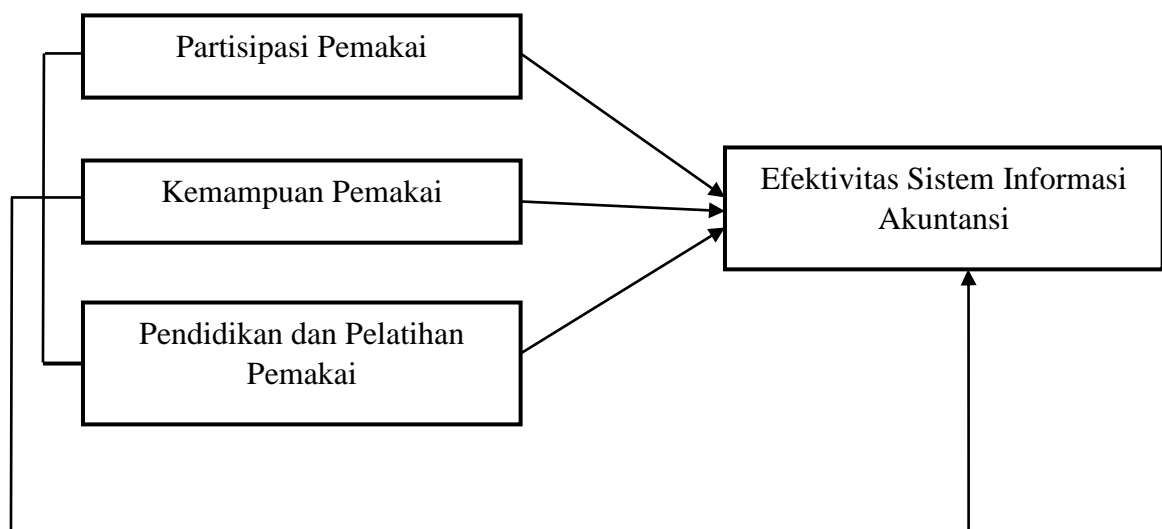 Partisipasi Pemakai
Kemampuan Pemakai
Pendidikan dan Pelatihan
Pemakai
Efektivitas Sistem Informasi
Akuntansi